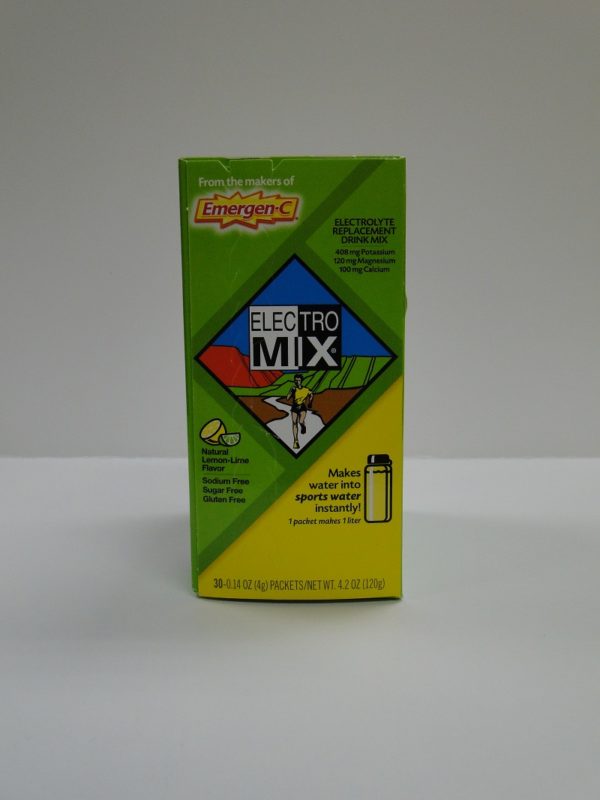 From the makers of
Emergen-C
ELECTROLYTE
REPLACEMENT
DRINK MIX
408 mg Potassium
120 mg Magnesium
100 mg Calcium
ELECTRO
MIX®
Natural
Lemon-Lime
Flavor
Sodium Free
Sugar Free
Gluten Free
Makes
water into
sports water
instantly!
1 packet makes 1 liter
30-0.14 OZ (4g) PACKETS/NET WT. 4.2 OZ (120g)